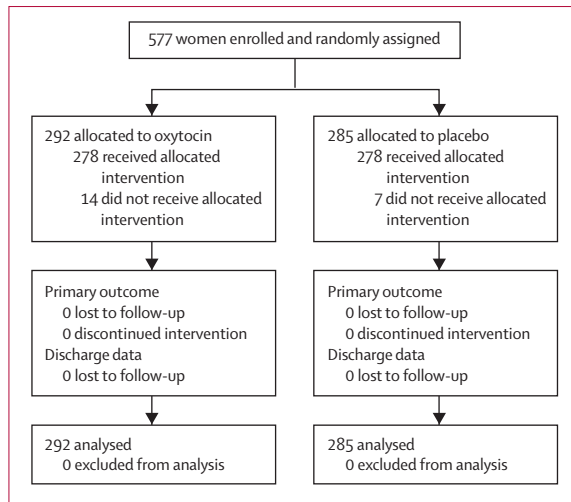 577 women enrolled and randomly assigned
292 allocated to oxytocin
278 received allocated
intervention
14 did not receive allocated
intervention
285 allocated to placebo
278 received allocated
intervention
7 did not receive allocated
intervention
Primary outcome
0 lost to follow-up
0 discontinued intervention
Discharge data
0 lost to follow-up
Primary outcome
0 lost to follow-up
0 discontinued intervention
Discharge data
0 lost to follow-up
292 analysed
0 excluded from analysis
285 analysed
0 excluded from analysis